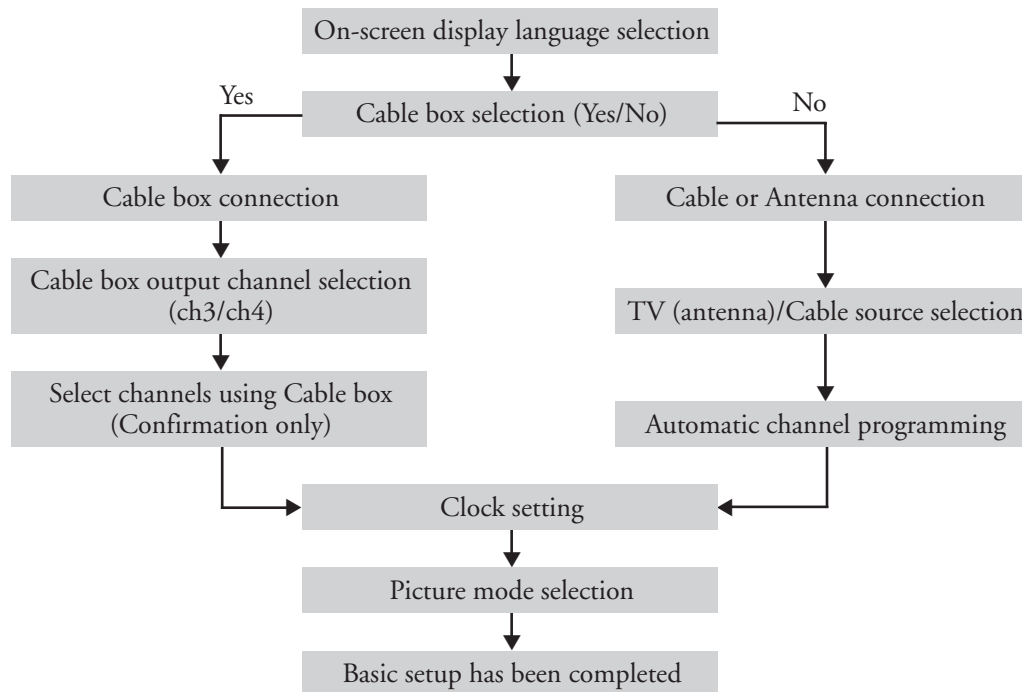 On-screen display language selection
Yes
Cable box selection (Yes/No)
No
Cable box connection
Cable or Antenna connection
Cable box output channel selection
(ch3/ch4)
TV (antenna)/Cable source selection
Select channels using Cable box
(Confirmation only)
Automatic channel programming
Clock setting
Picture mode selection
Basic setup has been completed